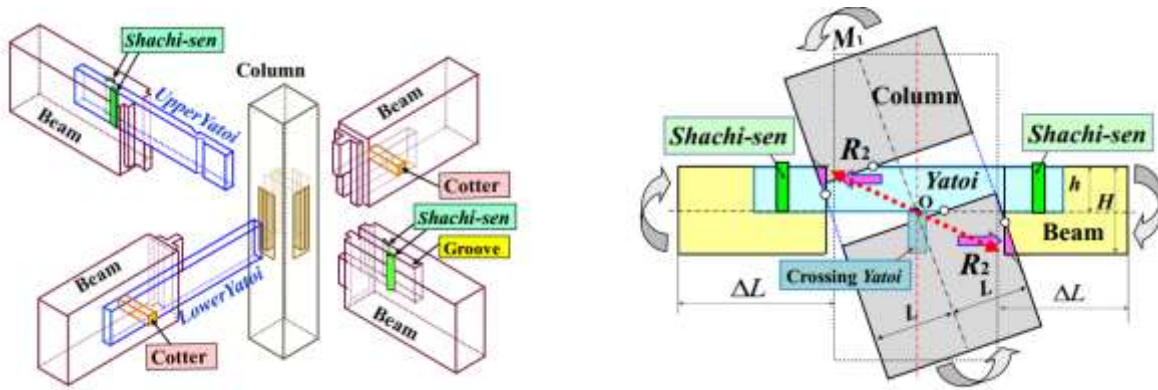 Shachi-sen
Column
UpperYatoi
Beam
Beam
Cotter
Shachi-sen
Groove
Beam
LowerYatoi
Cotter
Beam
M₁
Column
Shachi-sen
R₂
Shachi-sen
Yatoi
h
H
O
Beam
Crossing Yatoi
R₂
ΔL
L
L
ΔL